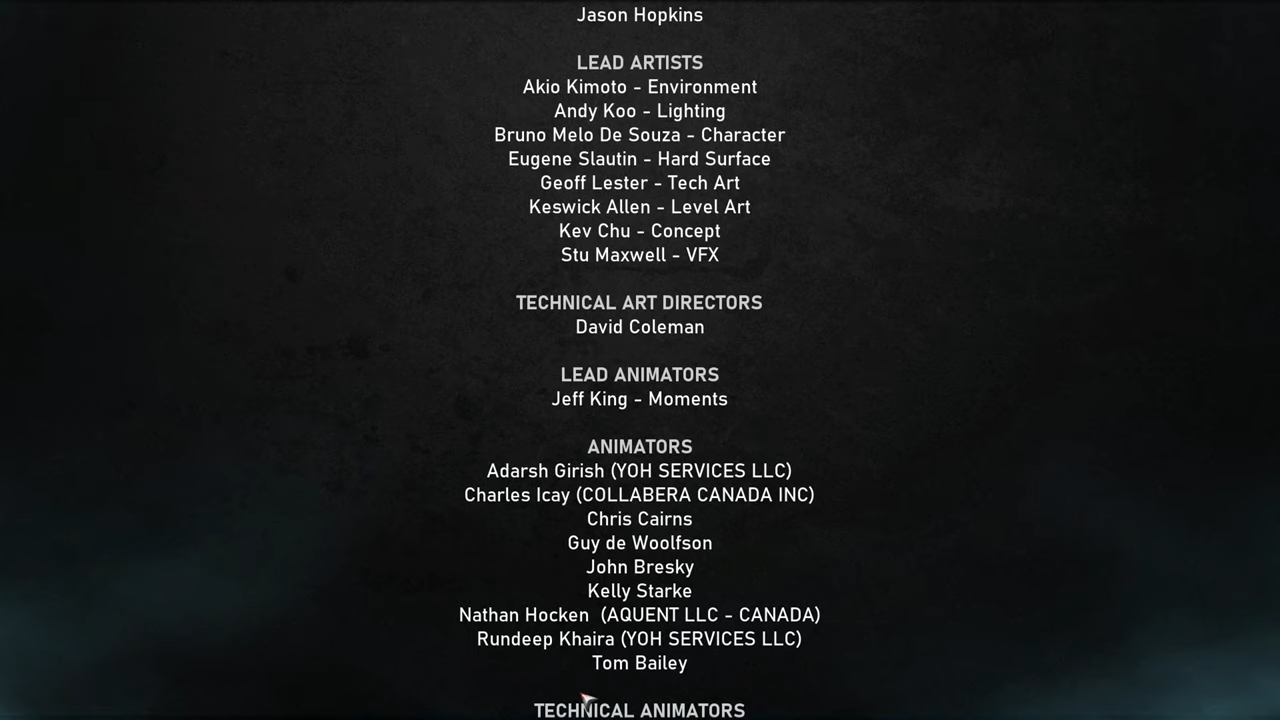 Jason Hopkins
LEAD ARTISTS
Akio Kimoto - Environment
Andy Koo - Lighting
Bruno Melo De Souza - Character
Eugene Slautin - Hard Surface
Geoff Lester - Tech Art
Keswick Allen - Level Art
Kev Chu - Concept
Stu Maxwell - VFX
TECHNICAL ART DIRECTORS
David Coleman
LEAD ANIMATORS
Jeff King - Moments
ANIMATORS
Adarsh Girish (YOH SERVICES LLC)
Charles Icay (COLLABERA CANADA INC)
Chris Cairns
Guy de Woolfson
John Bresky
Kelly Starke
Nathan Hocken  (AQUENT LLC - CANADA)
Rundeep Khaira (YOH SERVICES LLC)
Tom Bailey
TECHNICAL ANIMATORS